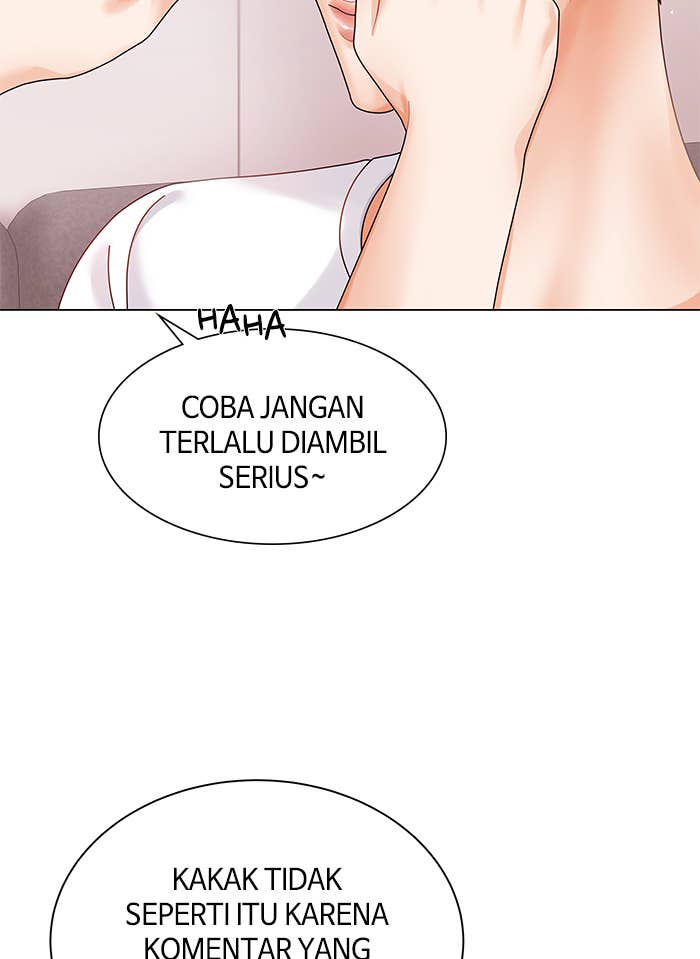 HAHA
COBA JANGAN
TERLALU DIAMBIL
SERIUS~
KAKAK TIDAK
SEPERTI ITU KARENA
KOMENTAR YANG